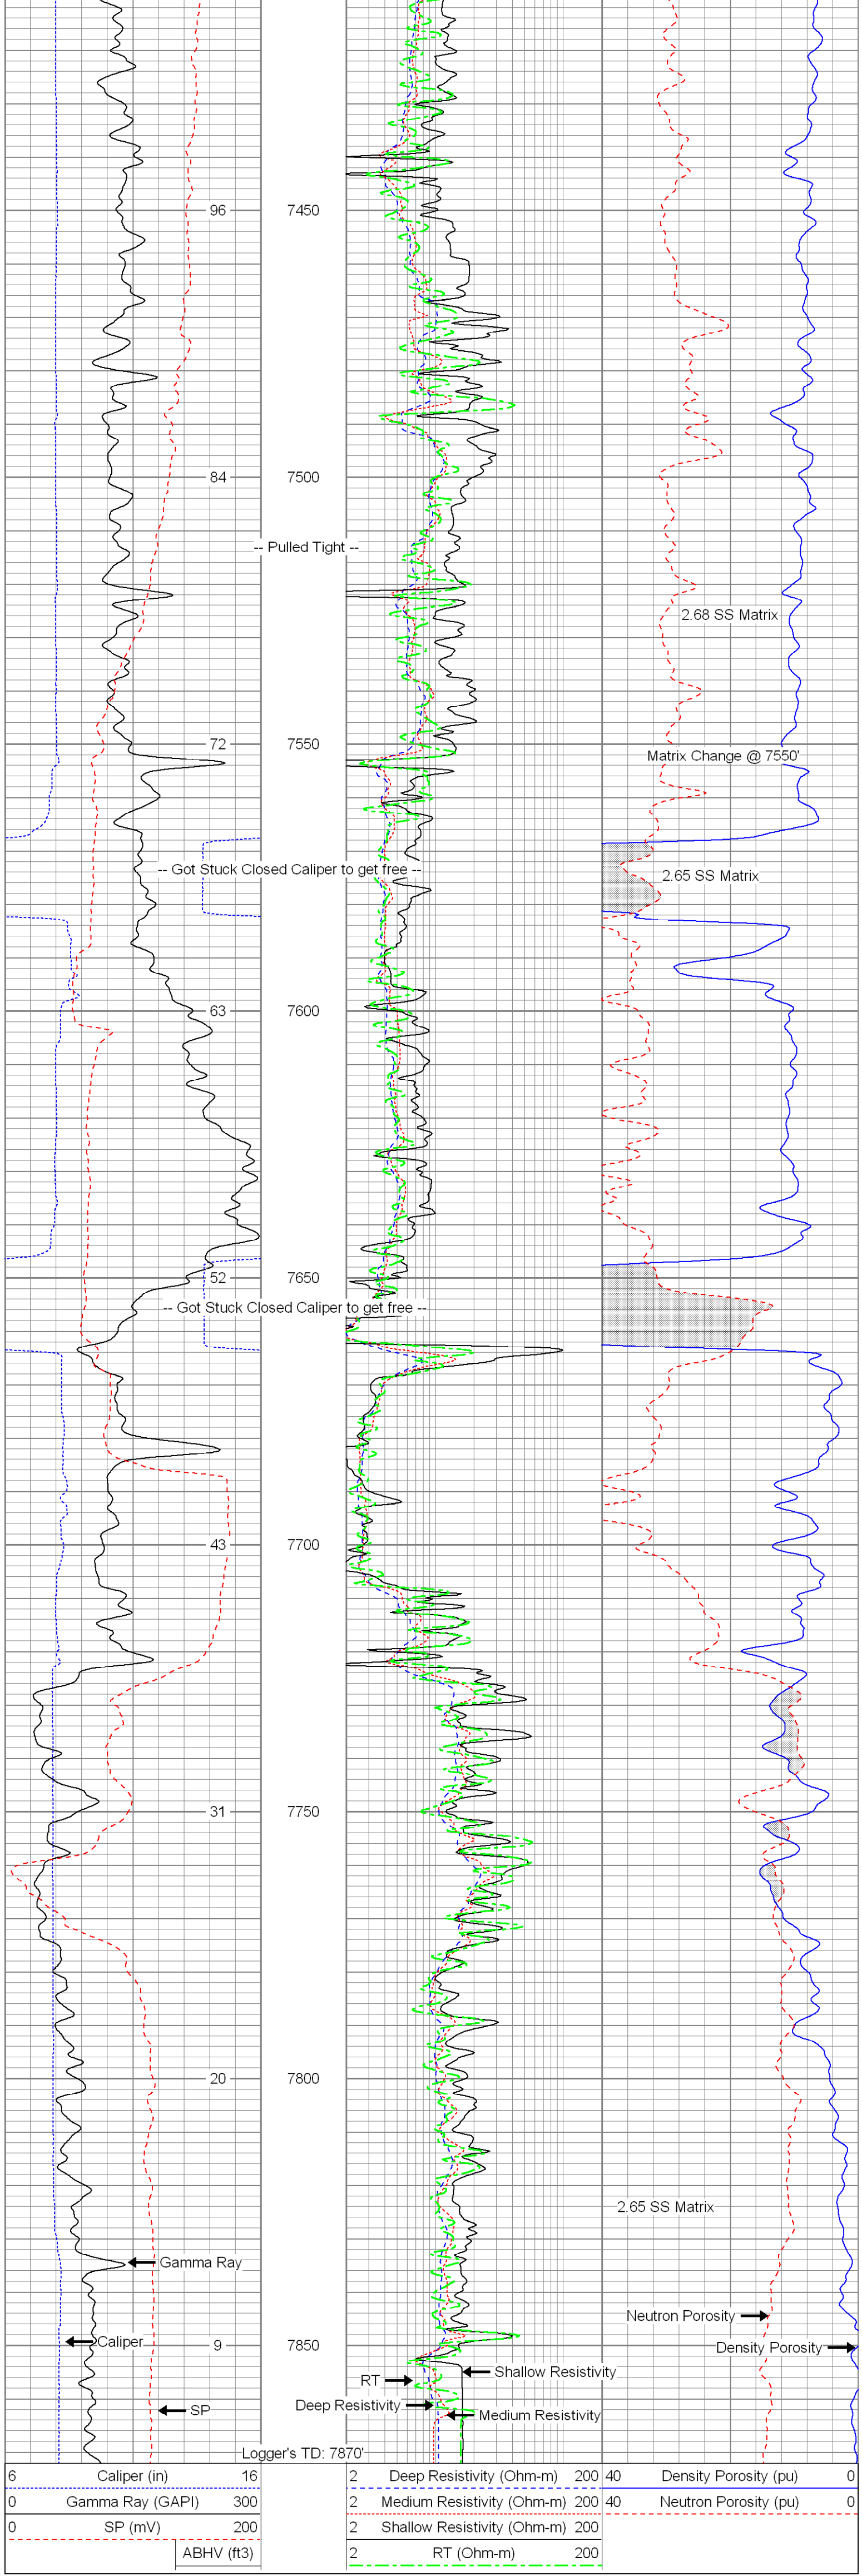 96 7450
84 7500
-- Pulled Tight --
2.68 SS Matrix
72 7550
Matrix Change @ 7550'
-- Got Stuck Closed Caliper to get free --
2.65 SS Matrix
63 7600
52 7650
-- Got Stuck Closed Caliper to get free --
43 7700
31 7750
20 7800
2.65 SS Matrix
Gamma Ray
Neutron Porosity
Caliper
9 7850
Density Porosity
Shallow Resistivity
RT
Deep Resistivity
SP
Medium Resistivity
Logger's TD: 7870'
6 Caliper (in) 16
2 Deep Resistivity (Ohm-m) 200
40 Density Porosity (pu) 0
0 Gamma Ray (GAPI) 300
2 Medium Resistivity (Ohm-m) 200
40 Neutron Porosity (pu) 0
0 SP (mV) 200
2 Shallow Resistivity (Ohm-m) 200
ABHV (ft3)
2 RT (Ohm-m) 200